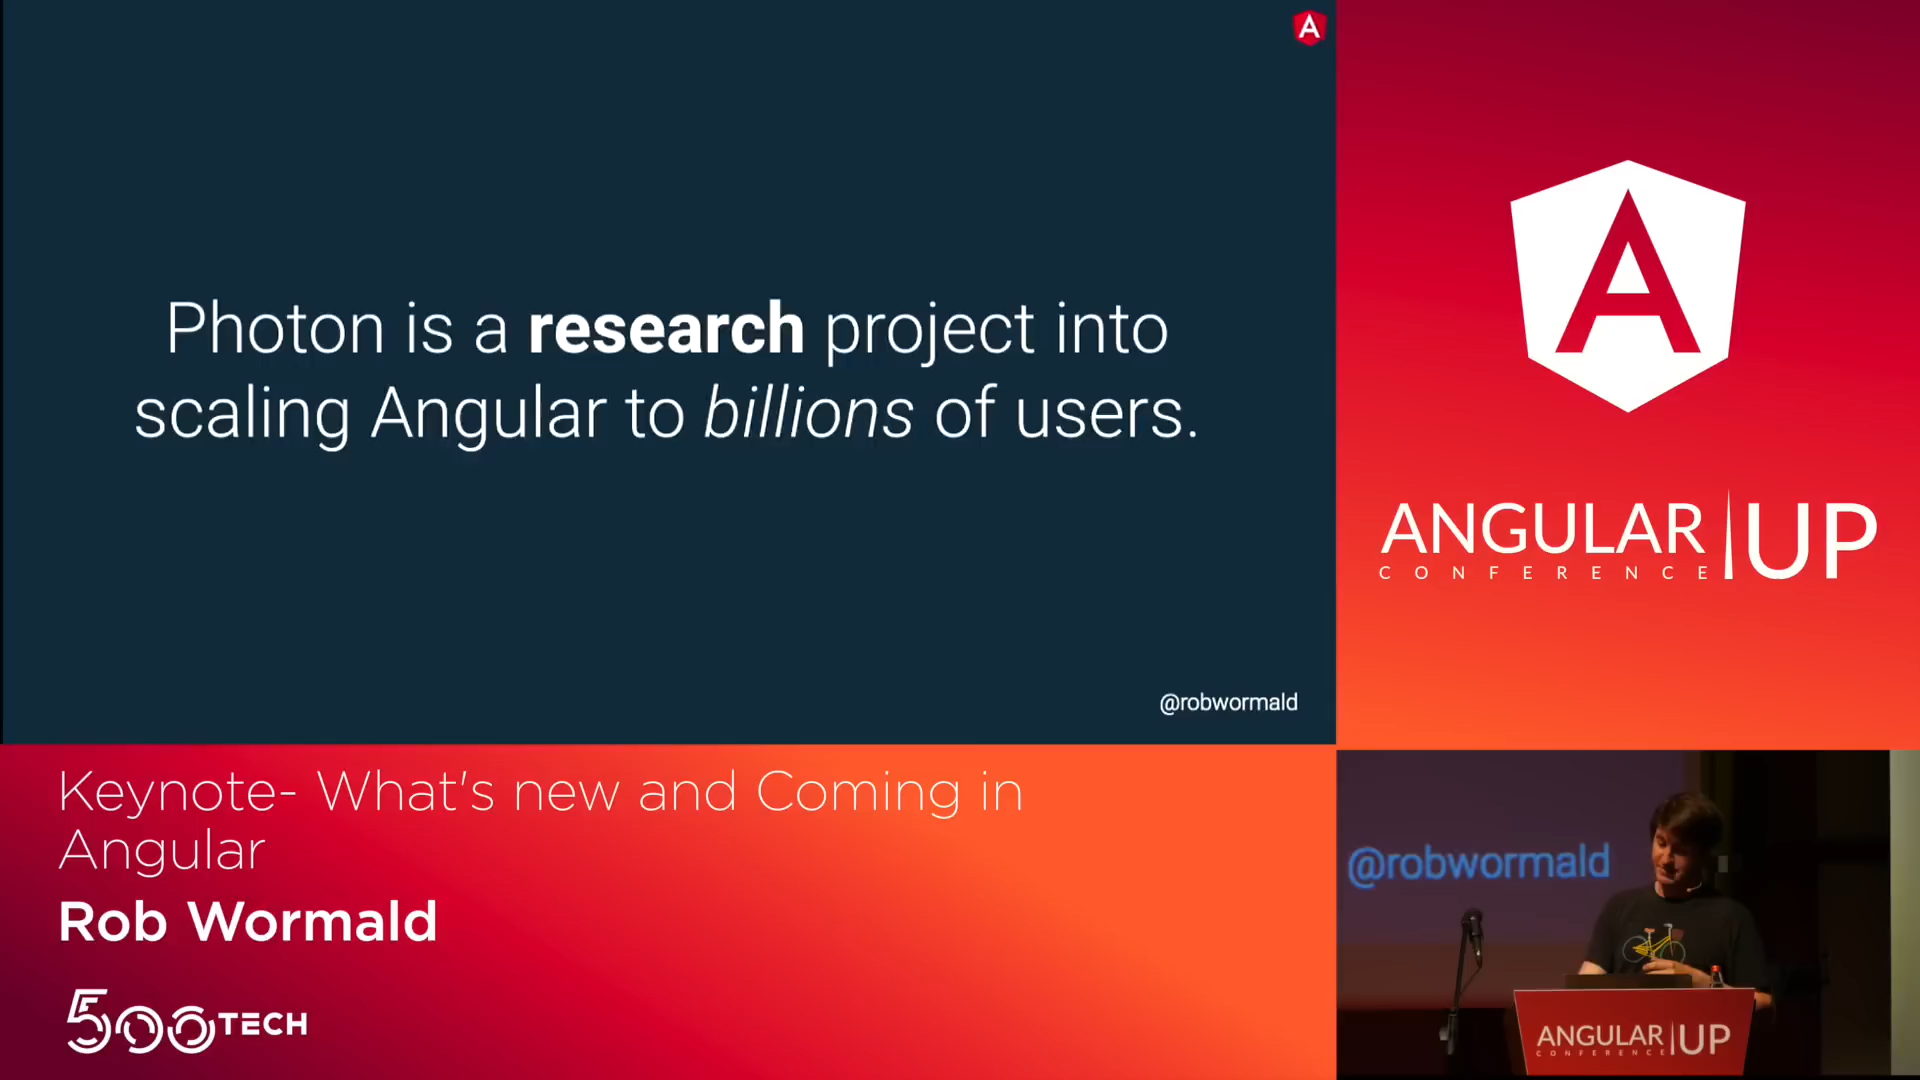 Photon is a research project into
scaling Angular to billions of users.
@robwormald
ANGULAR UP
CONFERENCE
Keynote- What's new and Coming in
Angular
Rob Wormald
500TECH
@robwormald
ANGULAR UP
CONFERENCE